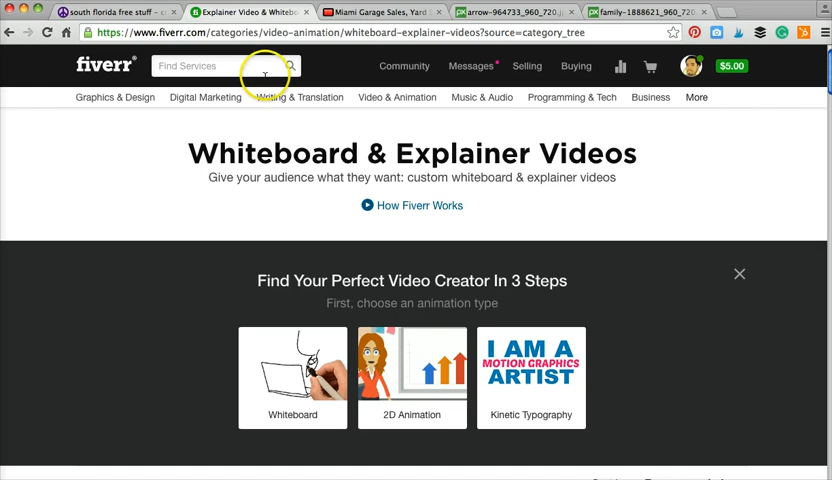 south florida free stuff - c
Explainer Video & Whitebo
Miami Garage Sales, Yard S
arrow-964733_960_720.jp
family-1888621_960_720.
https://www.fiverr.com/categories/video-animation/whiteboard-explainer-videos?source=category_tree
fiverr
Find Services
Community
Messages
Selling
Buying
$5.00
Graphics & Design
Digital Marketing
Writing & Translation
Video & Animation
Music & Audio
Programming & Tech
Business
More
Whiteboard & Explainer Videos
Give your audience what they want: custom whiteboard & explainer videos
How Fiverr Works
Find Your Perfect Video Creator In 3 Steps
First, choose an animation type
I AM A
MOTION GRAPHICS
ARTIST
Whiteboard
2D Animation
Kinetic Typography